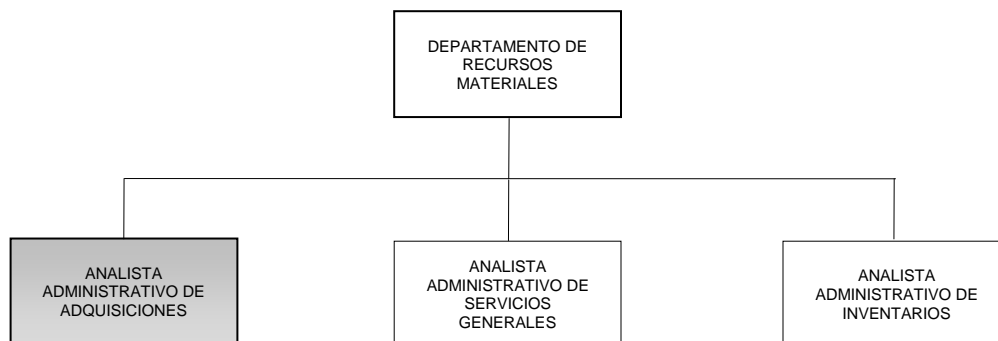 DEPARTAMENTO DE
RECURSOS
MATERIALES
ANALISTA
ADMINISTRATIVO DE
ADQUISICIONES
ANALISTA
ADMINISTRATIVO DE
SERVICIOS
GENERALES
ANALISTA
ADMINISTRATIVO DE
INVENTARIOS